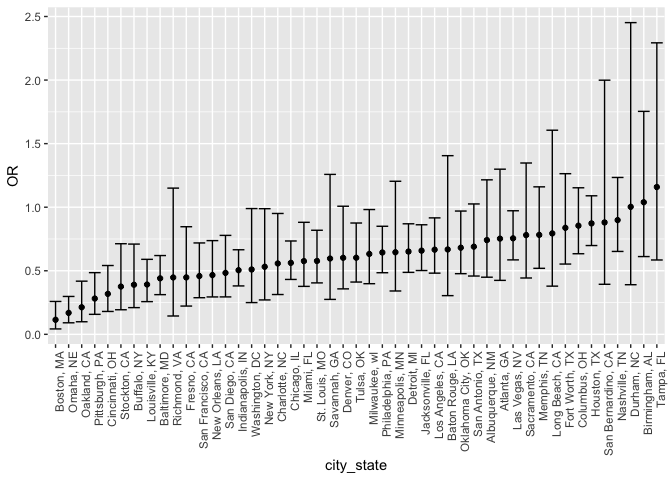 2.5
2.0
1.5
1.0
0.5
0.0
OR
Boston, MA
Omaha, NE
Oakland, CA
Pittsburgh, PA
Cincinnati, OH
Stockton, CA
Buffalo, NY
Louisville, KY
Baltimore, MD
Richmond, VA
Fresno, CA
San Francisco, CA
New Orleans, LA
San Diego, CA
Indianapolis, IN
Washington, DC
New York, NY
Charlotte, NC
Chicago, IL
Miami, FL
St. Louis, MO
Savannah, GA
Denver, CO
Tulsa, OK
Milwaukee, wI
Philadelphia, PA
Minneapolis, MN
Detroit, MI
Jacksonville, FL
Los Angeles, CA
Baton Rouge, LA
Oklahoma City, OK
San Antonio, TX
Albuquerque, NM
Atlanta, GA
Las Vegas, NV
Sacramento, CA
Memphis, TN
Long Beach, CA
Fort Worth, TX
Columbus, OH
Houston, TX
San Bernardino, CA
Nashville, TN
Durham, NC
Birmingham, AL
Tampa, FL
city_state